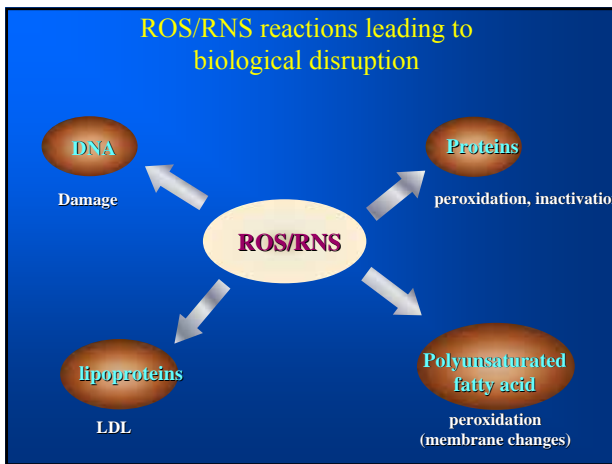 ROS/RNS reactions leading to
biological disruption
DNA
Damage
Proteins
peroxidation, inactivation
ROS/RNS
lipoproteins
LDL
Polyunsaturated
fatty acid
peroxidation
(membrane changes)